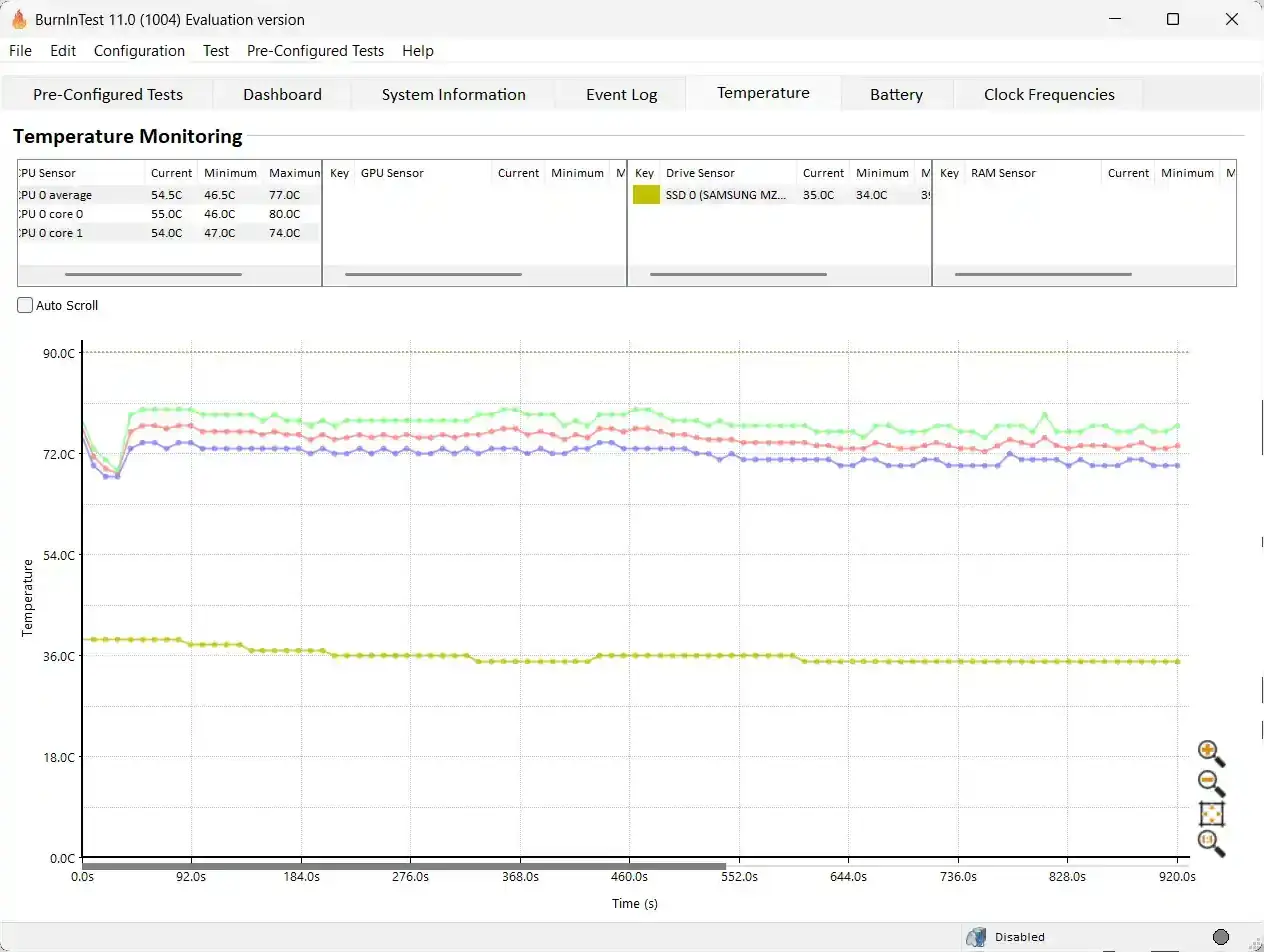 BurnInTest 11.0 (1004) Evaluation version
File Edit Configuration Test Pre-Configured Tests Help
Pre-Configured Tests Dashboard System Information Event Log Temperature Battery Clock Frequencies
Temperature Monitoring
CPU Sensor Current Minimum Maximum Key GPU Sensor Current Minimum M Key Drive Sensor Current Minimum M Key RAM Sensor Current Minimum M
CPU 0 average 54.5C 46.5C 77.0C SSD 0 (SAMSUNG MZ... 35.0C 34.0C 39
CPU 0 core 0 55.0C 46.0C 80.0C
CPU 0 core 1 54.0C 47.0C 74.0C
Auto Scroll
90.0C
72.0C
54.0C
Temperature
36.0C
18.0C
0.0C
0.0s 92.0s 184.0s 276.0s 368.0s 460.0s 552.0s 644.0s 736.0s 828.0s 920.0s
Time (s)
Disabled